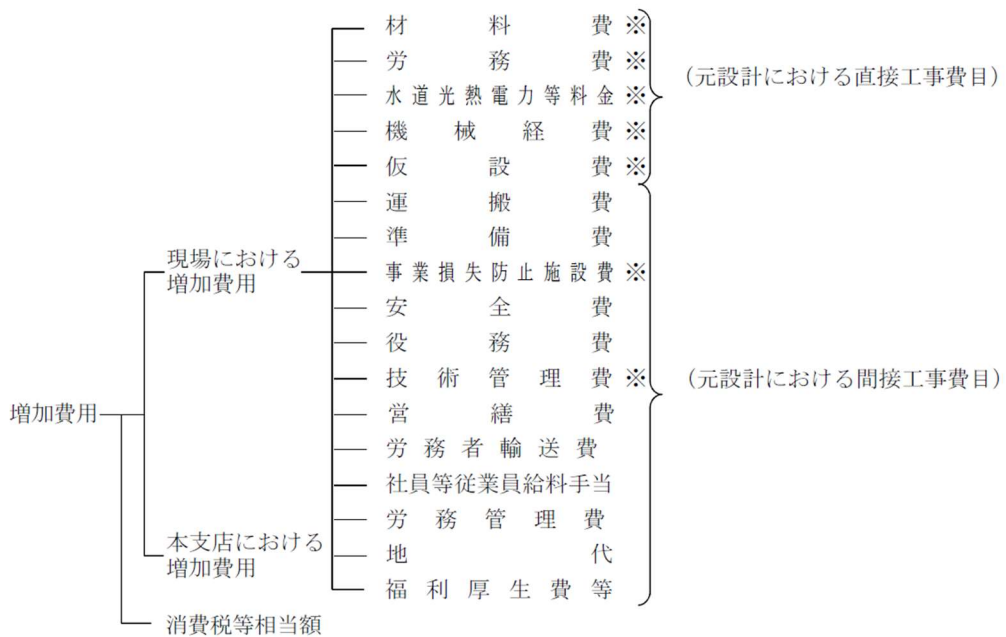 材料費※
労務費※
水道光熱電力等料金※
機械経費※
仮設費※
(元設計における直接工事費目)
運搬費
準備費
事業損失防止施設費※
安全費
役務費
技術管理費※
営繕費
労務者輸送費
社員等従業員給料手当
労務管理費
地代
福利厚生費等
(元設計における間接工事費目)
現場における
増加費用
増加費用
本支店における
増加費用
消費税等相当額